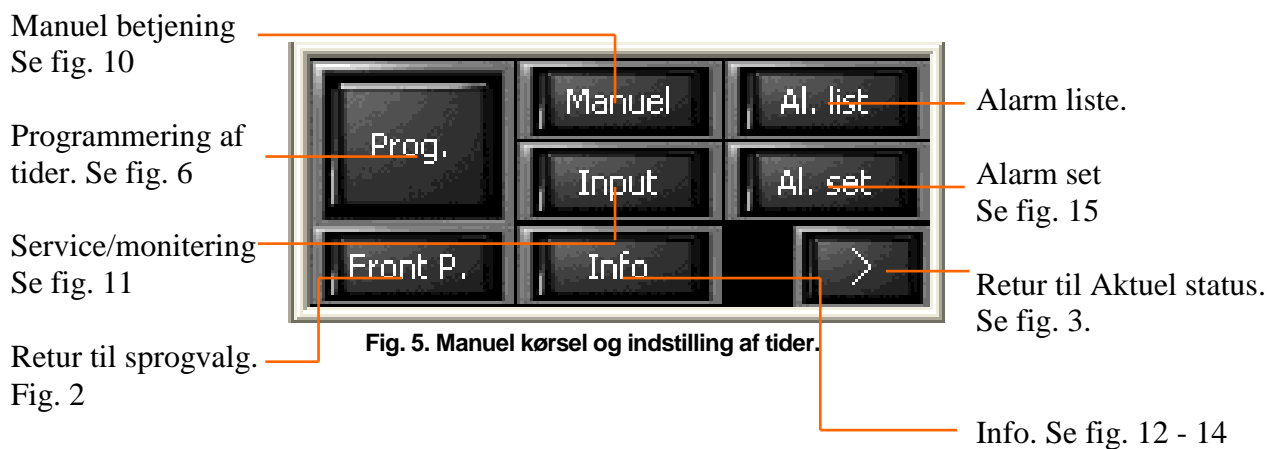 Manuel betjening
Se fig. 10
Programmering af
tider. Se fig. 6
Service/monitering
Se fig. 11
Retur til sprogvalg.
Fig. 2
Prog.
Manuel
Al. list
Input
Al. set
Front P.
Info
>
Fig. 5. Manuel kørsel og indstilling af tider.
Alarm liste.
Alarm set
Se fig. 15
Retur til Aktuel status.
Se fig. 3.
Info. Se fig. 12 - 14